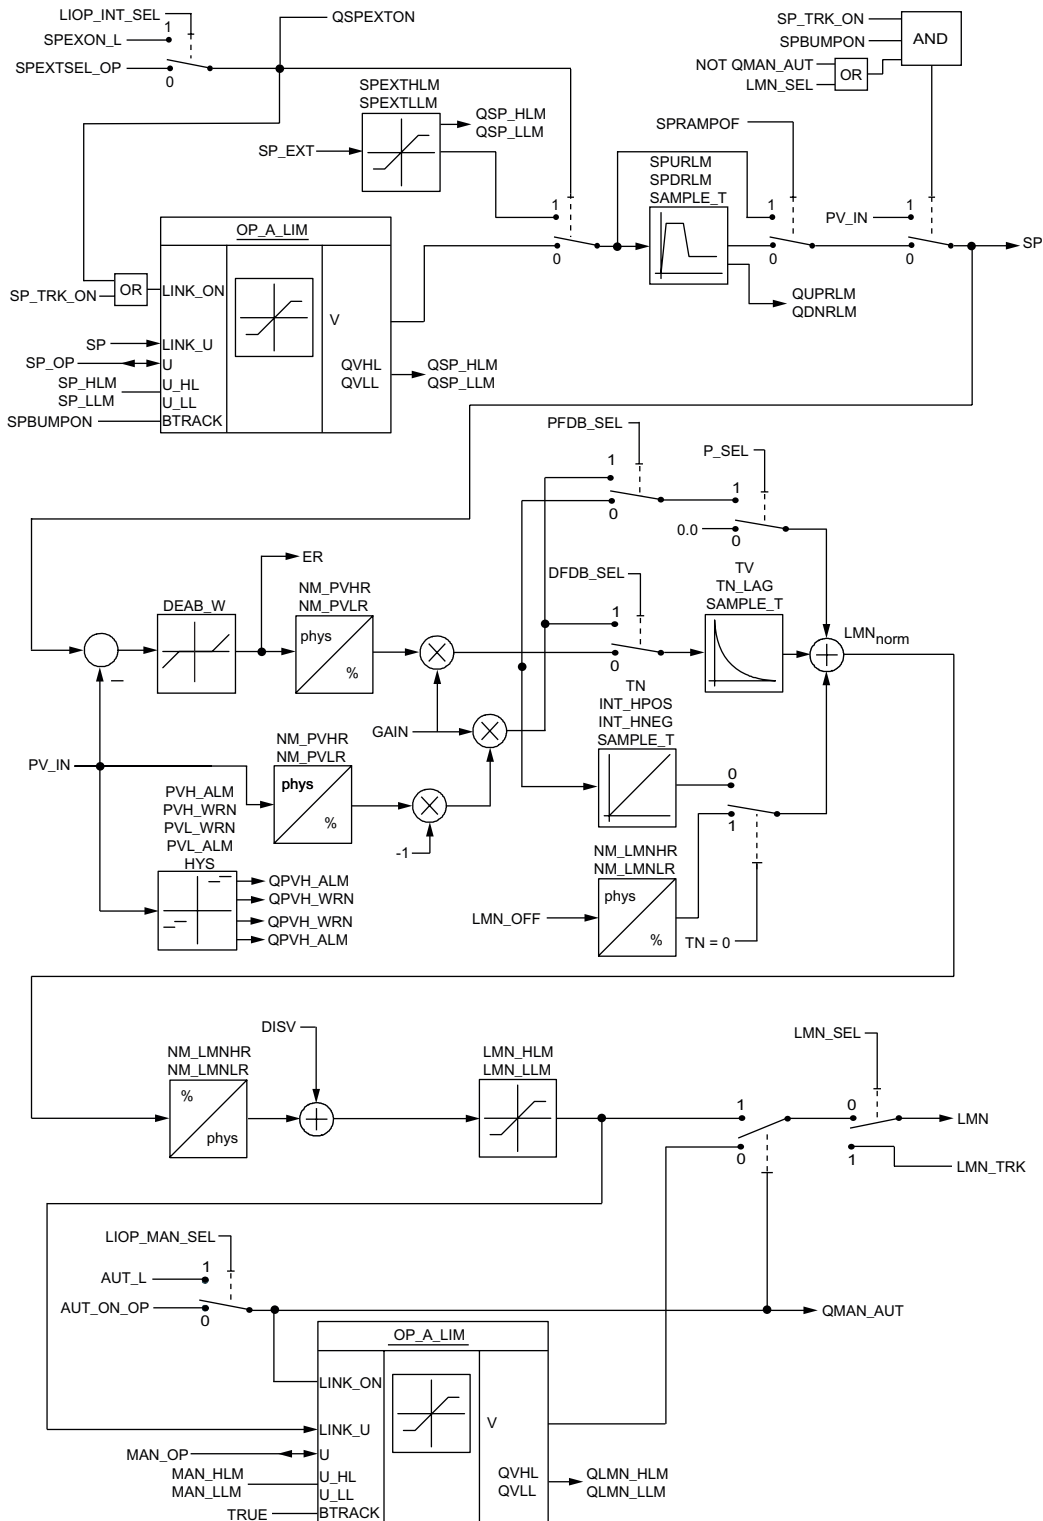 LIOP_INT_SEL
1
SPEXON_L
SPEXTSEL_OP
0
QSPEXTON
SP_TRK_ON
SPBUMPON
NOT QMAN_AUT
LMN_SEL
OR
AND
SPEXTHLM
SPEXTLLM
QSP_HLM
QSP_LLM
SP_EXT
SPRAMPOF
SPURLM
SPDRLM
SAMPLE_T
1
0
1
0
PV_IN
1
0
SP
QUPRLM
QDNRLM
OP_A_LIM
SP_TRK_ON
OR
LINK_ON
V
SP
LINK_U
SP_OP
U
SP_HLM
SP_LLM
U_HL
U_LL
SPBUMPON
BTRACK
QVHL
QVLL
QSP_HLM
QSP_LLM
PFDB_SEL
1
0
P_SEL
1
0.0
0
ER
DEAB_W
NM_PVHR
NM_PVLR
phys
%
DFDB_SEL
1
0
TV
TN_LAG
SAMPLE_T
LMNnorm
GAIN
TN
INT_HPOS
INT_HNEG
SAMPLE_T
0
1
PV_IN
NM_PVHR
NM_PVLR
phys
%
-1
PVH_ALM
PVH_WRN
PVL_WRN
PVL_ALM
HYS
QPVH_ALM
QPVH_WRN
QPVH_WRN
QPVH_ALM
NM_LMNHR
NM_LMNLR
phys
%
LMN_OFF
TN = 0
DISV
NM_LMNHR
NM_LMNLR
%
phys
LMN_HLM
LMN_LLM
LMN_SEL
1
0
0
1
LMN
LMN_TRK
LIOP_MAN_SEL
1
AUT_L
AUT_ON_OP
0
QMAN_AUT
OP_A_LIM
LINK_ON
LINK_U
V
MAN_OP
U
MAN_HLM
MAN_LLM
U_HL
U_LL
TRUE
BTRACK
QVHL
QVLL
QLMN_HLM
QLMN_LLM